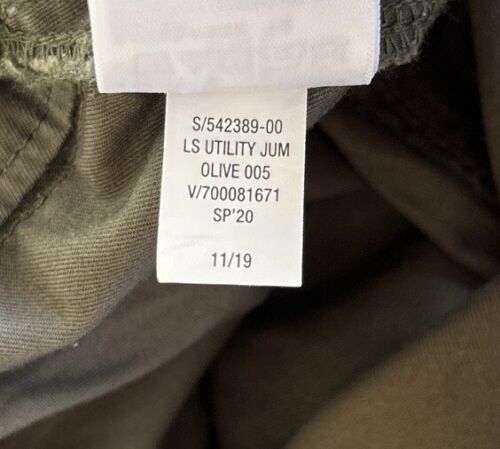 S/542389-00
LS UTILITY JUM
OLIVE 005
V/700081671
SP'20
11/19